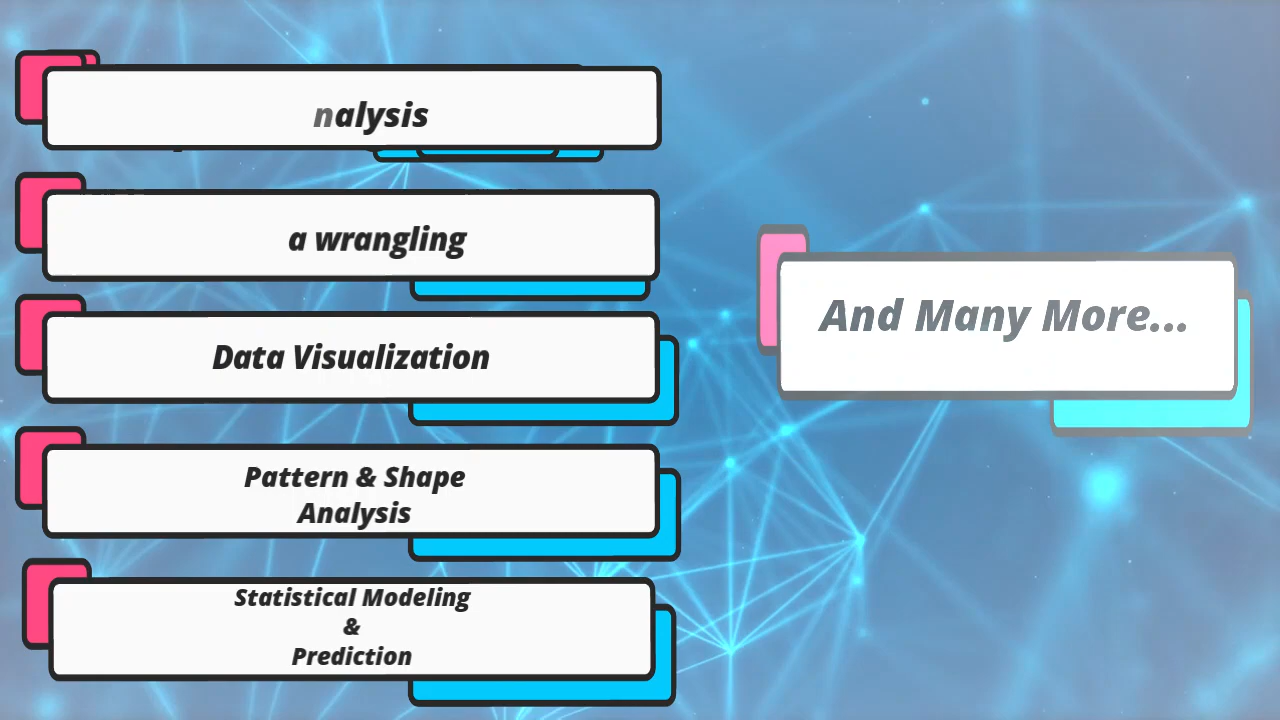 nalysis
a wrangling
Data Visualization
Pattern & Shape
Analysis
Statistical Modeling
&
Prediction
And Many More...